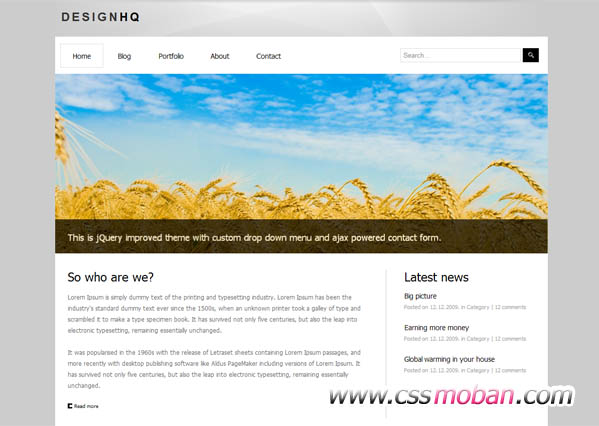 DESIGNHQ
Home Blog Portfolio About Contact Search...
This is jQuery improved theme with custom drop down menu and ajax powered contact form.
So who are we?
Lorem Ipsum is simply dummy text of the printing and typesetting industry. Lorem Ipsum has been the
industry's standard dummy text ever since the 1500s, when an unknown printer took a galley of type and
scrambled it to make a type specimen book. It has survived not only five centuries, but also the leap into
electronic typesetting, remaining essentially unchanged.
It was popularised in the 1960s with the release of Letraset sheets containing Lorem Ipsum passages, and
more recently with desktop publishing software like Aldus PageMaker including versions of Lorem Ipsum. It
has survived not only five centuries, but also the leap into electronic typesetting, remaining essentially
unchanged.
Read more
Latest news
Big picture
Posted on 12.12.2009. in Category | 12 comments
Earning more money
Posted on 12.12.2009. in Category | 12 comments
Global warming in your house
Posted on 12.12.2009. in Category | 12 comments
www.cssmoban.com